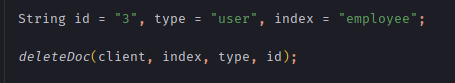 String id = "3", type = "user", index = "employee";
deleteDoc(client, index, type, id);